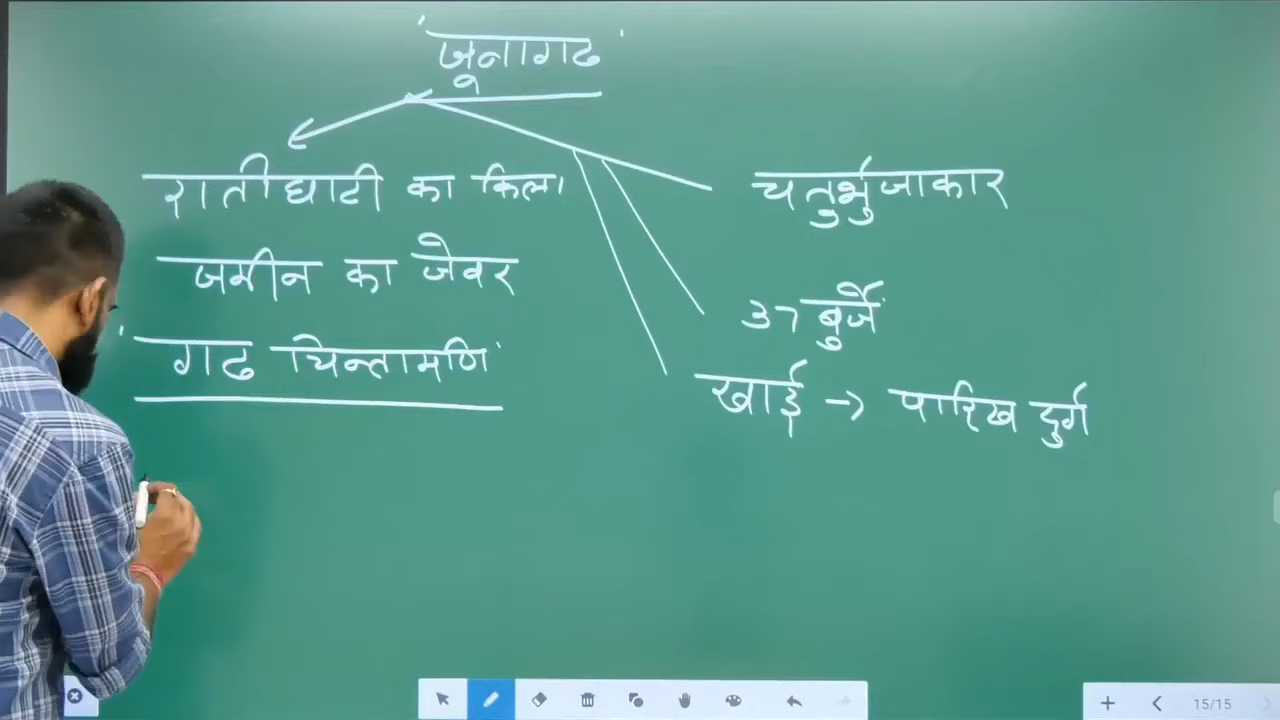 'जूनागढ'
रातीघाटी का किला
चतुर्भुजाकार
जमीन का जेवर
37 बुर्जें
'गढ चिन्तामणि'
खाई → पारिख दुर्ग
15/15